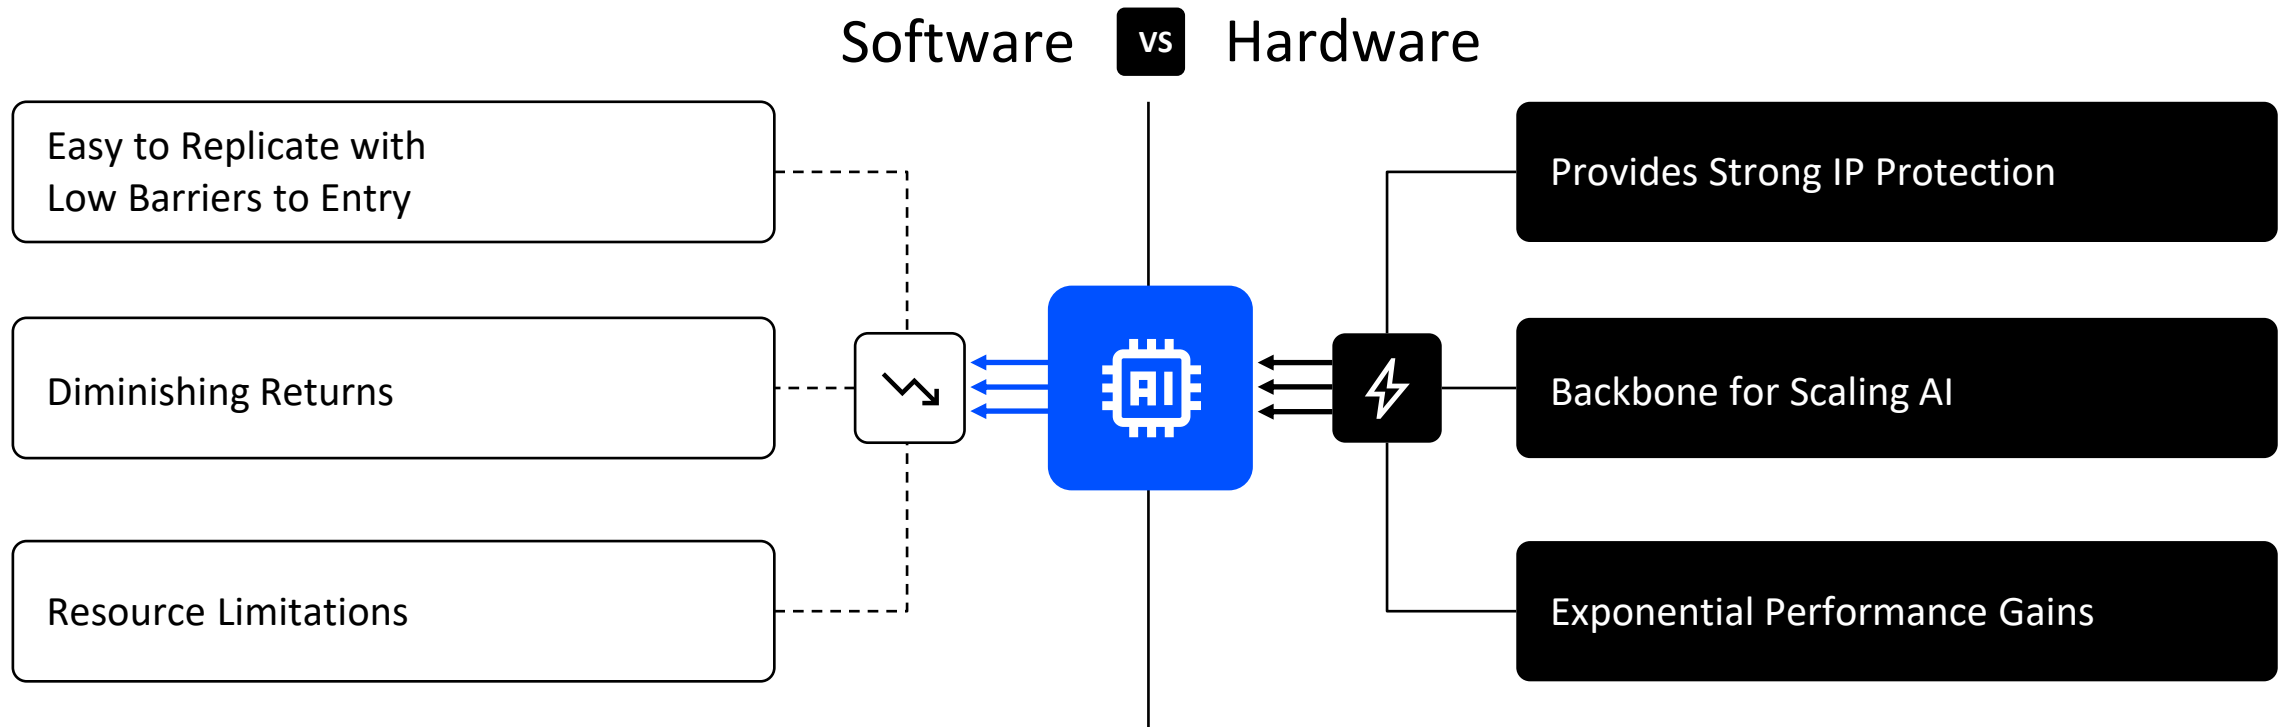 Software VS Hardware
Easy to Replicate with
Low Barriers to Entry
Provides Strong IP Protection
Diminishing Returns
AI
Backbone for Scaling AI
Resource Limitations
Exponential Performance Gains